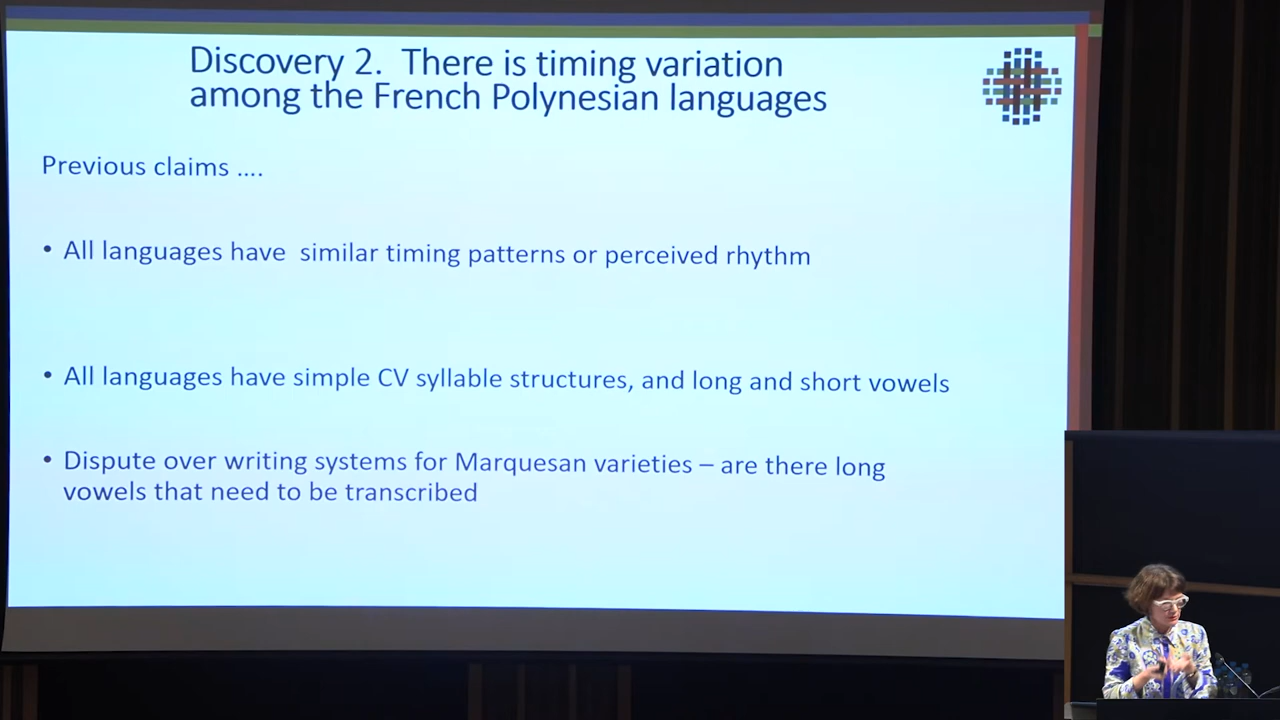 Discovery 2. There is timing variation
among the French Polynesian languages
Previous claims ....
• All languages have similar timing patterns or perceived rhythm
• All languages have simple CV syllable structures, and long and short vowels
• Dispute over writing systems for Marquesan varieties – are there long
vowels that need to be transcribed